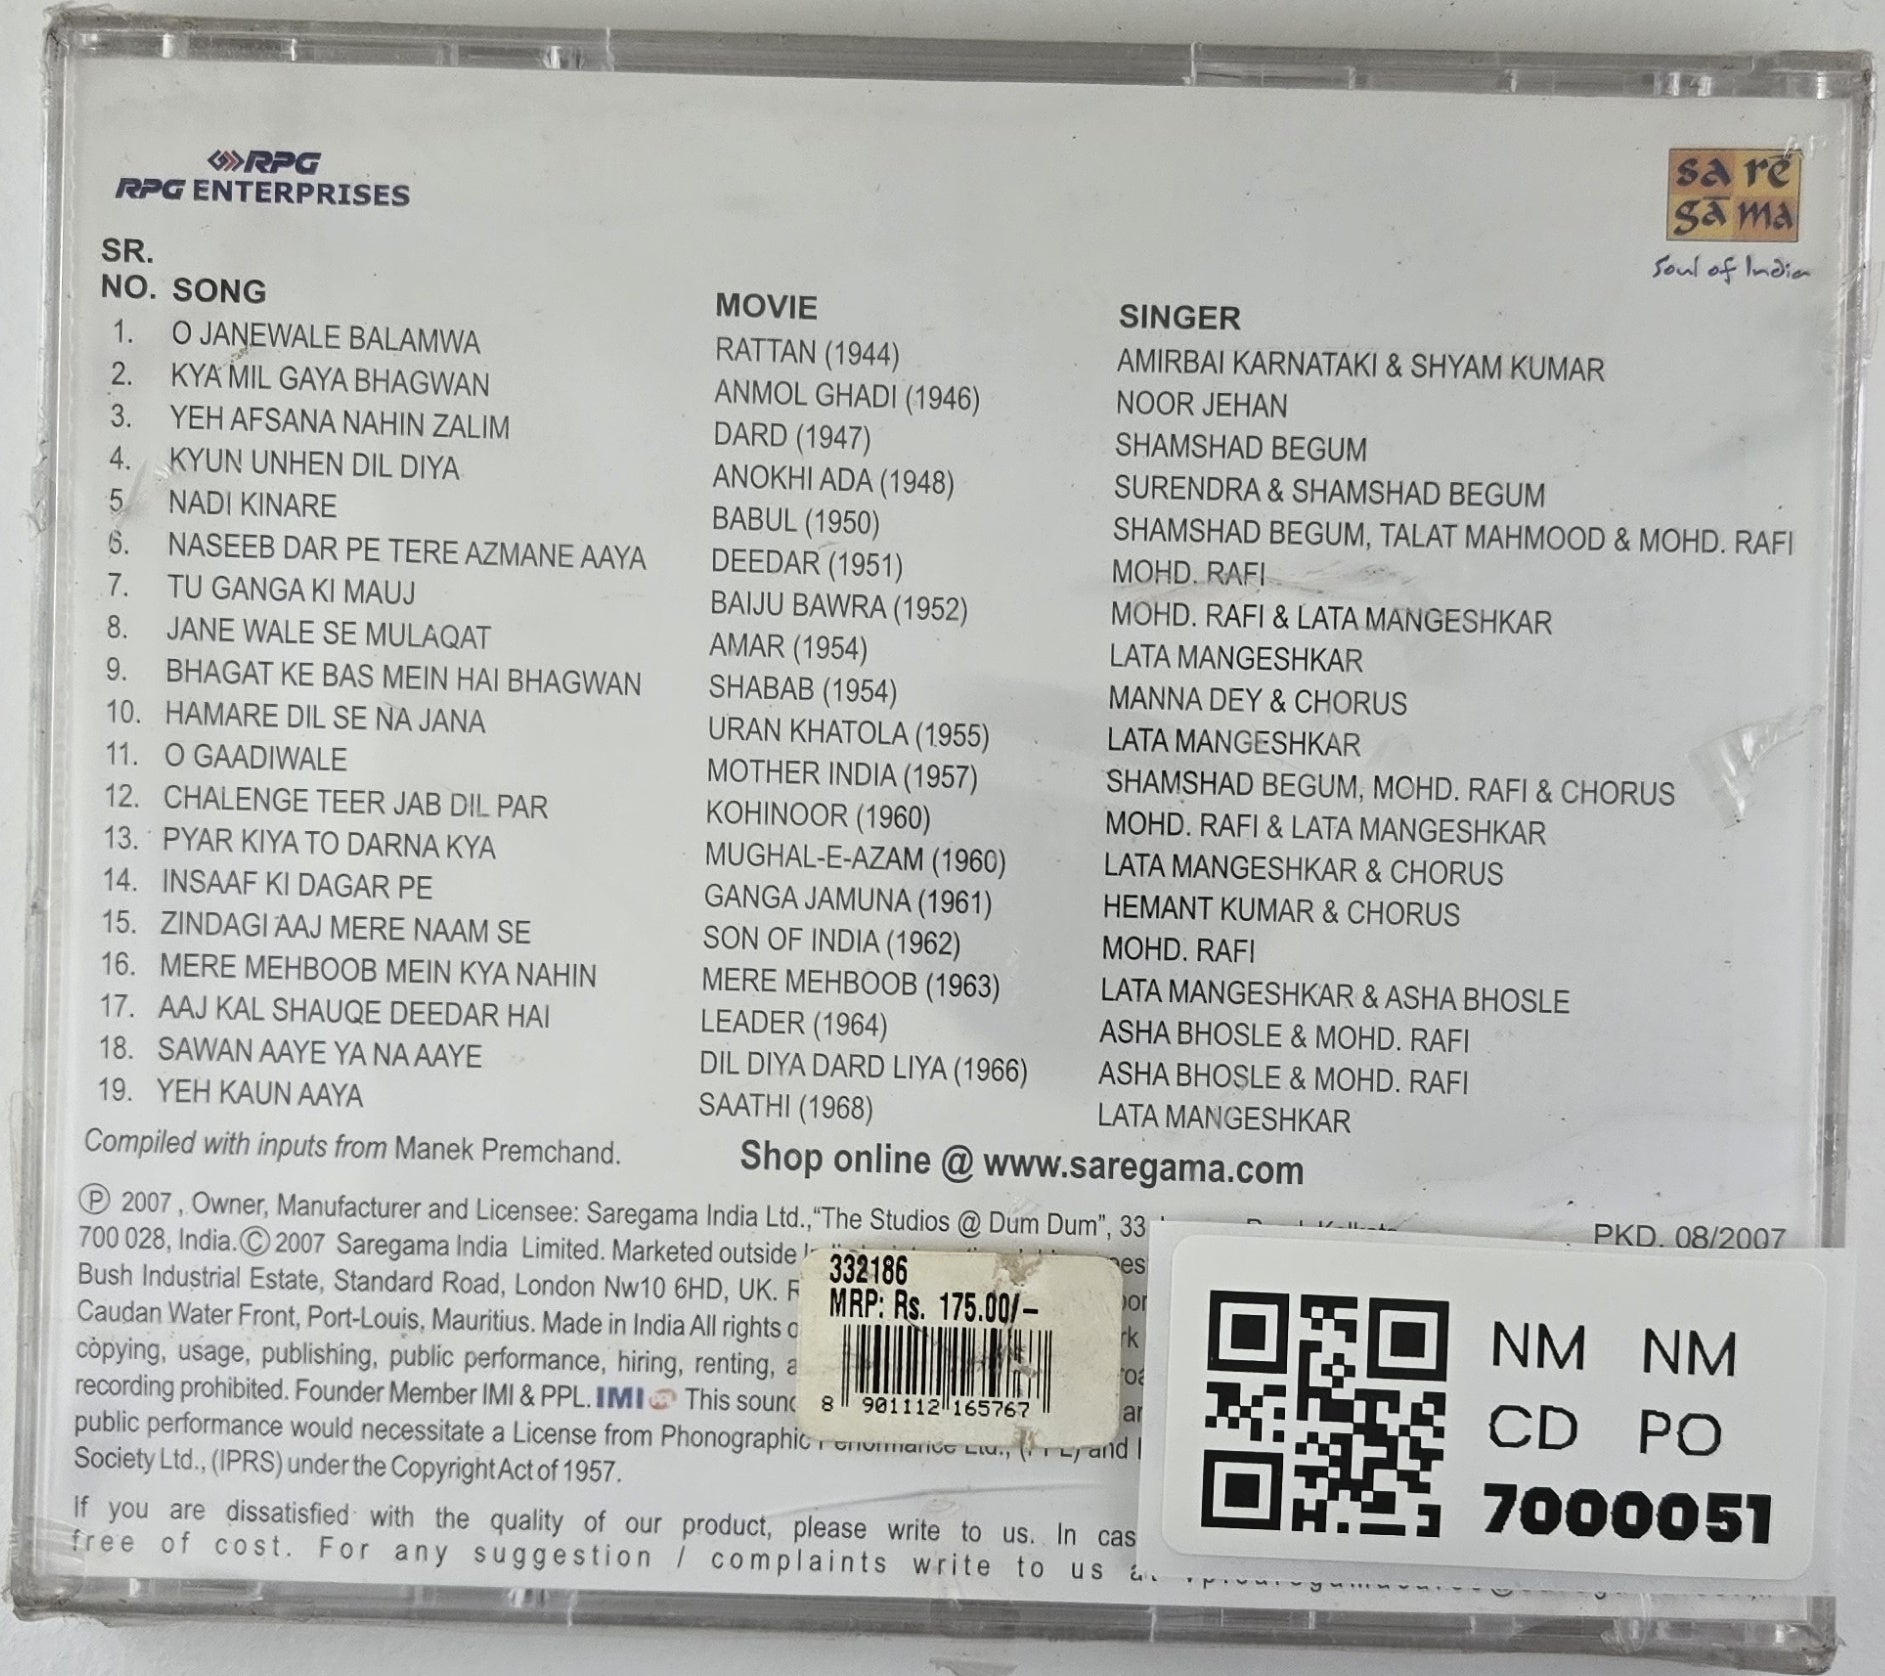 RPG
RPG ENTERPRISES
sa re
ga ma
Soul of India
SR.
NO. SONG MOVIE SINGER
1. O JANEWALE BALAMWA RATTAN (1944) AMIRBAI KARNATAKI & SHYAM KUMAR
2. KYA MIL GAYA BHAGWAN ANMOL GHADI (1946) NOOR JEHAN
3. YEH AFSANA NAHIN ZALIM DARD (1947) SHAMSHAD BEGUM
4. KYUN UNHEN DIL DIYA ANOKHI ADA (1948) SURENDRA & SHAMSHAD BEGUM
5. NADI KINARE BABUL (1950) SHAMSHAD BEGUM, TALAT MAHMOOD & MOHD. RAFI
6. NASEEB DAR PE TERE AZMANE AAYA DEEDAR (1951) MOHD. RAFI
7. TU GANGA KI MAUJ BAIJU BAWRA (1952) MOHD. RAFI & LATA MANGESHKAR
8. JANE WALE SE MULAQAT AMAR (1954) LATA MANGESHKAR
9. BHAGAT KE BAS MEIN HAI BHAGWAN SHABAB (1954) MANNA DEY & CHORUS
10. HAMARE DIL SE NA JANA URAN KHATOLA (1955) LATA MANGESHKAR
11. O GAADIWALE MOTHER INDIA (1957) SHAMSHAD BEGUM, MOHD. RAFI & CHORUS
12. CHALENGE TEER JAB DIL PAR KOHINOOR (1960) MOHD. RAFI & LATA MANGESHKAR
13. PYAR KIYA TO DARNA KYA MUGHAL-E-AZAM (1960) LATA MANGESHKAR & CHORUS
14. INSAAF KI DAGAR PE GANGA JAMUNA (1961) HEMANT KUMAR & CHORUS
15. ZINDAGI AAJ MERE NAAM SE SON OF INDIA (1962) MOHD. RAFI
16. MERE MEHBOOB MEIN KYA NAHIN MERE MEHBOOB (1963) LATA MANGESHKAR & ASHA BHOSLE
17. AAJ KAL SHAUQE DEEDAR HAI LEADER (1964) ASHA BHOSLE & MOHD. RAFI
18. SAWAN AAYE YA NA AAYE DIL DIYA DARD LIYA (1966) ASHA BHOSLE & MOHD. RAFI
19. YEH KAUN AAYA SAATHI (1968) LATA MANGESHKAR
Compiled with inputs from Manek Premchand. Shop online @ www.saregama.com
Ⓟ 2007, Owner, Manufacturer and Licensee: Saregama India Ltd.,"The Studios @ Dum Dum", 33 PKD. 08/2007
700 028, India. © 2007 Saregama India Limited. Marketed outside
Bush Industrial Estate, Standard Road, London Nw10 6HD, UK.
Caudan Water Front, Port-Louis, Mauritius. Made in India All rights
copying, usage, publishing, public performance, hiring, renting,
recording prohibited. Founder Member IMI & PPL. IMI This
public performance would necessitate a License from Phonographic Performance Ltd., and
Society Ltd., (IPRS) under the Copyright Act of 1957.
If you are dissatisfied with the quality of our product, please write to us. In
free of cost. For any suggestion / complaints write to us
332186
MRP: Rs. 175.00/-
8 901112 165767
NM NM
CD PO
7000051